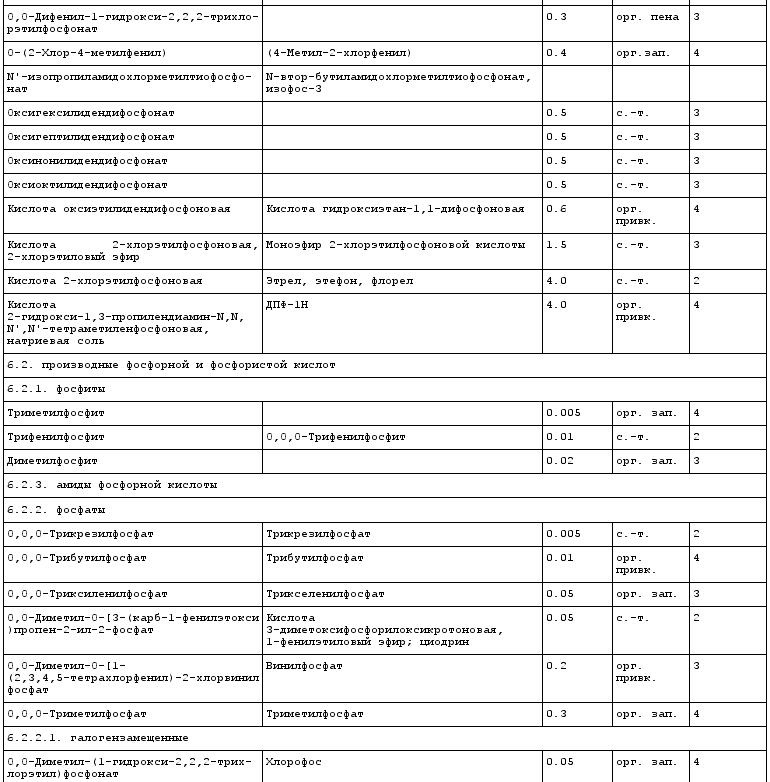 0,0-Дифенил-1-гидрокси-2,2,2-трихло-
рэтилфосфонат
0.3
орг. пена
3
0-(2-Хлор-4-метилфенил)
(4-Метил-2-хлорфенил)
0.4
орг.зап.
4
N'-изопропиламидохлорметилтиофосфо-
нат
N-втор-бутиламидохлорметилтиофосфонат,
изофос-3
Оксигексилидендифосфонат
0.5
с.-т.
3
Оксигептилидендифосфонат
0.5
с.-т.
3
Оксинонилидендифосфонат
0.5
с.-т.
3
Оксиоктилидендифосфонат
0.5
с.-т.
3
Кислота оксиэтилидендифосфоновая
Кислота гидроксиэтан-1,1-дифосфоновая
0.6
орг.
привк.
4
Кислота 2-хлорэтилфосфоновая,
2-хлорэтиловый эфир
Моноэфир 2-хлорэтилфосфоновой кислоты
1.5
с.-т.
3
Кислота 2-хлорэтилфосфоновая
Этрел, этефон, флорел
4.0
с.-т.
2
Кислота
2-гидрокси-1,3-пропилендиамин-N,N,
N',N'-тетраметиленфосфоновая,
натриевая соль
ДПФ-1Н
4.0
орг.
привк.
4
6.2. производные фосфорной и фосфористой кислот
6.2.1. фосфиты
Триметилфосфит
0.005
орг. зап.
4
Трифенилфосфит
0,0,0-Трифенилфосфит
0.01
с.-т.
2
Диметилфосфит
0.02
орг. зал.
3
6.2.3. амиды фосфорной кислоты
6.2.2. фосфаты
0,0,0-Трикрезилфосфат
Трикрезилфосфат
0.005
с.-т.
2
0,0,0-Трибутилфосфат
Трибутилфосфат
0.01
орг.
привк.
4
0,0,0-Триксиленилфосфат
Трикселенилфосфат
0.05
орг. зап.
3
0,0-Диметил-0-[3-(карб-1-фенилэтокси
)пропен-2-ил-2-фосфат
Кислота
3-диметоксифосфорилоксикротоновая,
1-фенилэтиловый эфир; циодрин
0.05
с.-т.
2
0,0-Диметил-0-[1-
(2,3,4,5-тетрахлорфенил)-2-хлорвинил
фосфат
Винилфосфат
0.2
орг.
привк.
3
0,0,0-Триметилфосфат
Триметилфосфат
0.3
орг. зап.
4
6.2.2.1. галогензамещенные
0,0-Диметил-(1-гидрокси-2,2,2-трих-
лорэтил)фосфонат
Хлорофос
0.05
орг. зап.
4